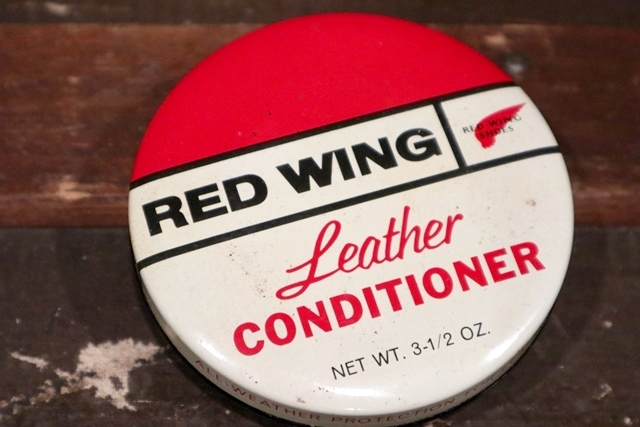 RED WING
RED WING
SHOES
Leather
CONDITIONER
NET WT. 3-1/2 OZ.
ALL WEATHER PROTECTION